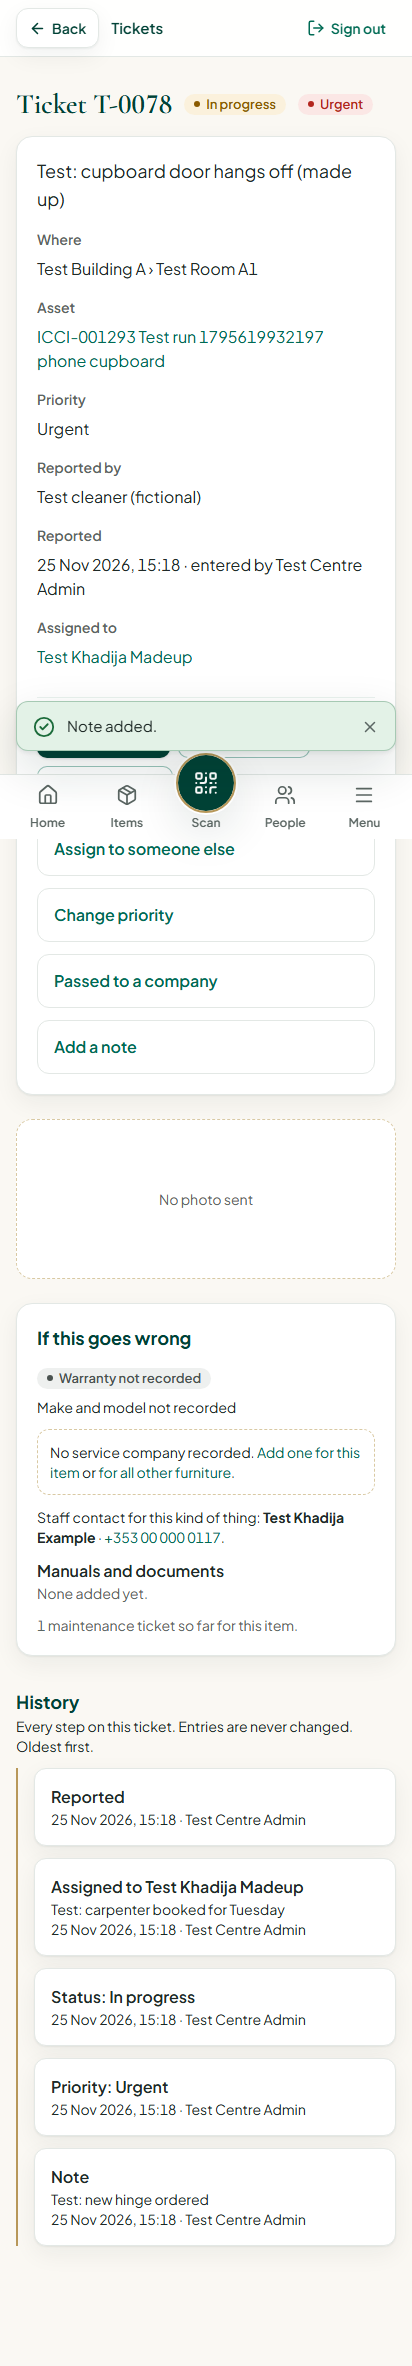 Back
Tickets
Sign out
Ticket T-0078
In progress
Urgent
Test: cupboard door hangs off (made
up)
Where
Test Building A › Test Room A1
Asset
ICCI-001293 Test run 1795619932197
phone cupboard
Priority
Urgent
Reported by
Test cleaner (fictional)
Reported
25 Nov 2026, 15:18 · entered by Test Centre
Admin
Assigned to
Test Khadija Madeup
Note added.
Home
Items
Scan
People
Menu
Assign to someone else
Change priority
Passed to a company
Add a note
No photo sent
If this goes wrong
Warranty not recorded
Make and model not recorded
No service company recorded. Add one for this
item or for all other furniture.
Staff contact for this kind of thing: Test Khadija
Example · +353 00 000 0117.
Manuals and documents
None added yet.
1 maintenance ticket so far for this item.
History
Every step on this ticket. Entries are never changed.
Oldest first.
Reported
25 Nov 2026, 15:18 · Test Centre Admin
Assigned to Test Khadija Madeup
Test: carpenter booked for Tuesday
25 Nov 2026, 15:18 · Test Centre Admin
Status: In progress
25 Nov 2026, 15:18 · Test Centre Admin
Priority: Urgent
25 Nov 2026, 15:18 · Test Centre Admin
Note
Test: new hinge ordered
25 Nov 2026, 15:18 · Test Centre Admin